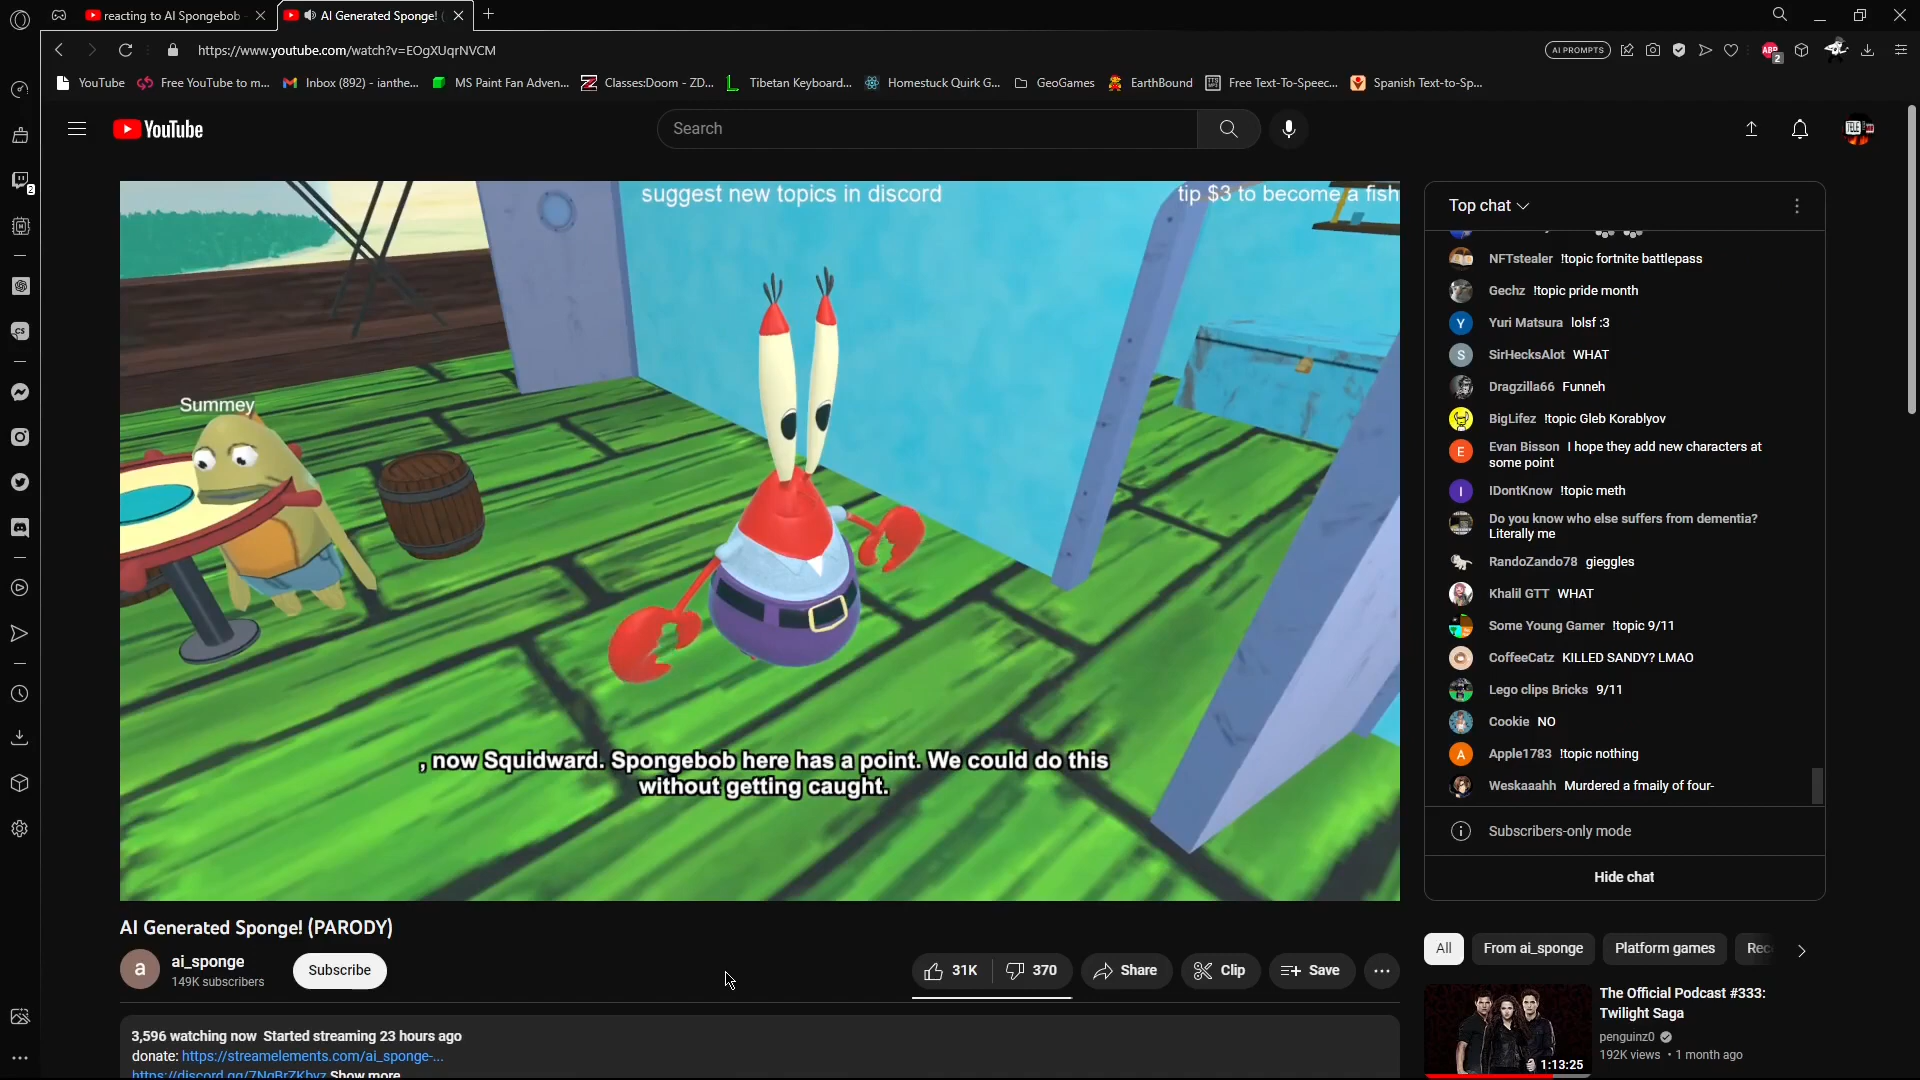 reacting to AI Spongebob
AI Generated Sponge! (
https://www.youtube.com/watch?v=EOgXUqrNVCM
AI PROMPTS
ABP
2
YouTube
Free YouTube to m...
Inbox (892) - ianthe...
MS Paint Fan Adven...
Classes:Doom - ZD...
Tibetan Keyboard...
Homestuck Quirk G...
GeoGames
EarthBound
Free Text-To-Speec...
Spanish Text-to-Sp...
YouTube
Search
2
suggest new topics in discord
tip $3 to become a fish
Summey
, now Squidward. Spongebob here has a point. We could do this
without getting caught.
Top chat
NFTstealer !topic fortnite battlepass
Gechz !topic pride month
Y Yuri Matsura lolsf :3
S SirHecksAlot WHAT
Dragzilla66 Funneh
BigLifez !topic Gleb Korablyov
E Evan Bisson I hope they add new characters at
some point
I IDontKnow !topic meth
Do you know who else suffers from dementia?
Literally me
RandoZando78 gieggles
Khalil GTT WHAT
Some Young Gamer !topic 9/11
CoffeeCatz KILLED SANDY? LMAO
Lego clips Bricks 9/11
Cookie NO
A Apple1783 !topic nothing
Weskaaahh Murdered a fmaily of four-
Subscribers-only mode
Hide chat
AI Generated Sponge! (PARODY)
a
ai_sponge
149K subscribers
Subscribe
31K
370
Share
Clip
Save
3,596 watching now Started streaming 23 hours ago
donate: https://streamelements.com/ai_sponge-...
https://discord.gg/7NgBrZKbvz Show more
All
From ai_sponge
Platform games
Rec
The Official Podcast #333:
Twilight Saga
penguinz0
192K views • 1 month ago
1:13:25